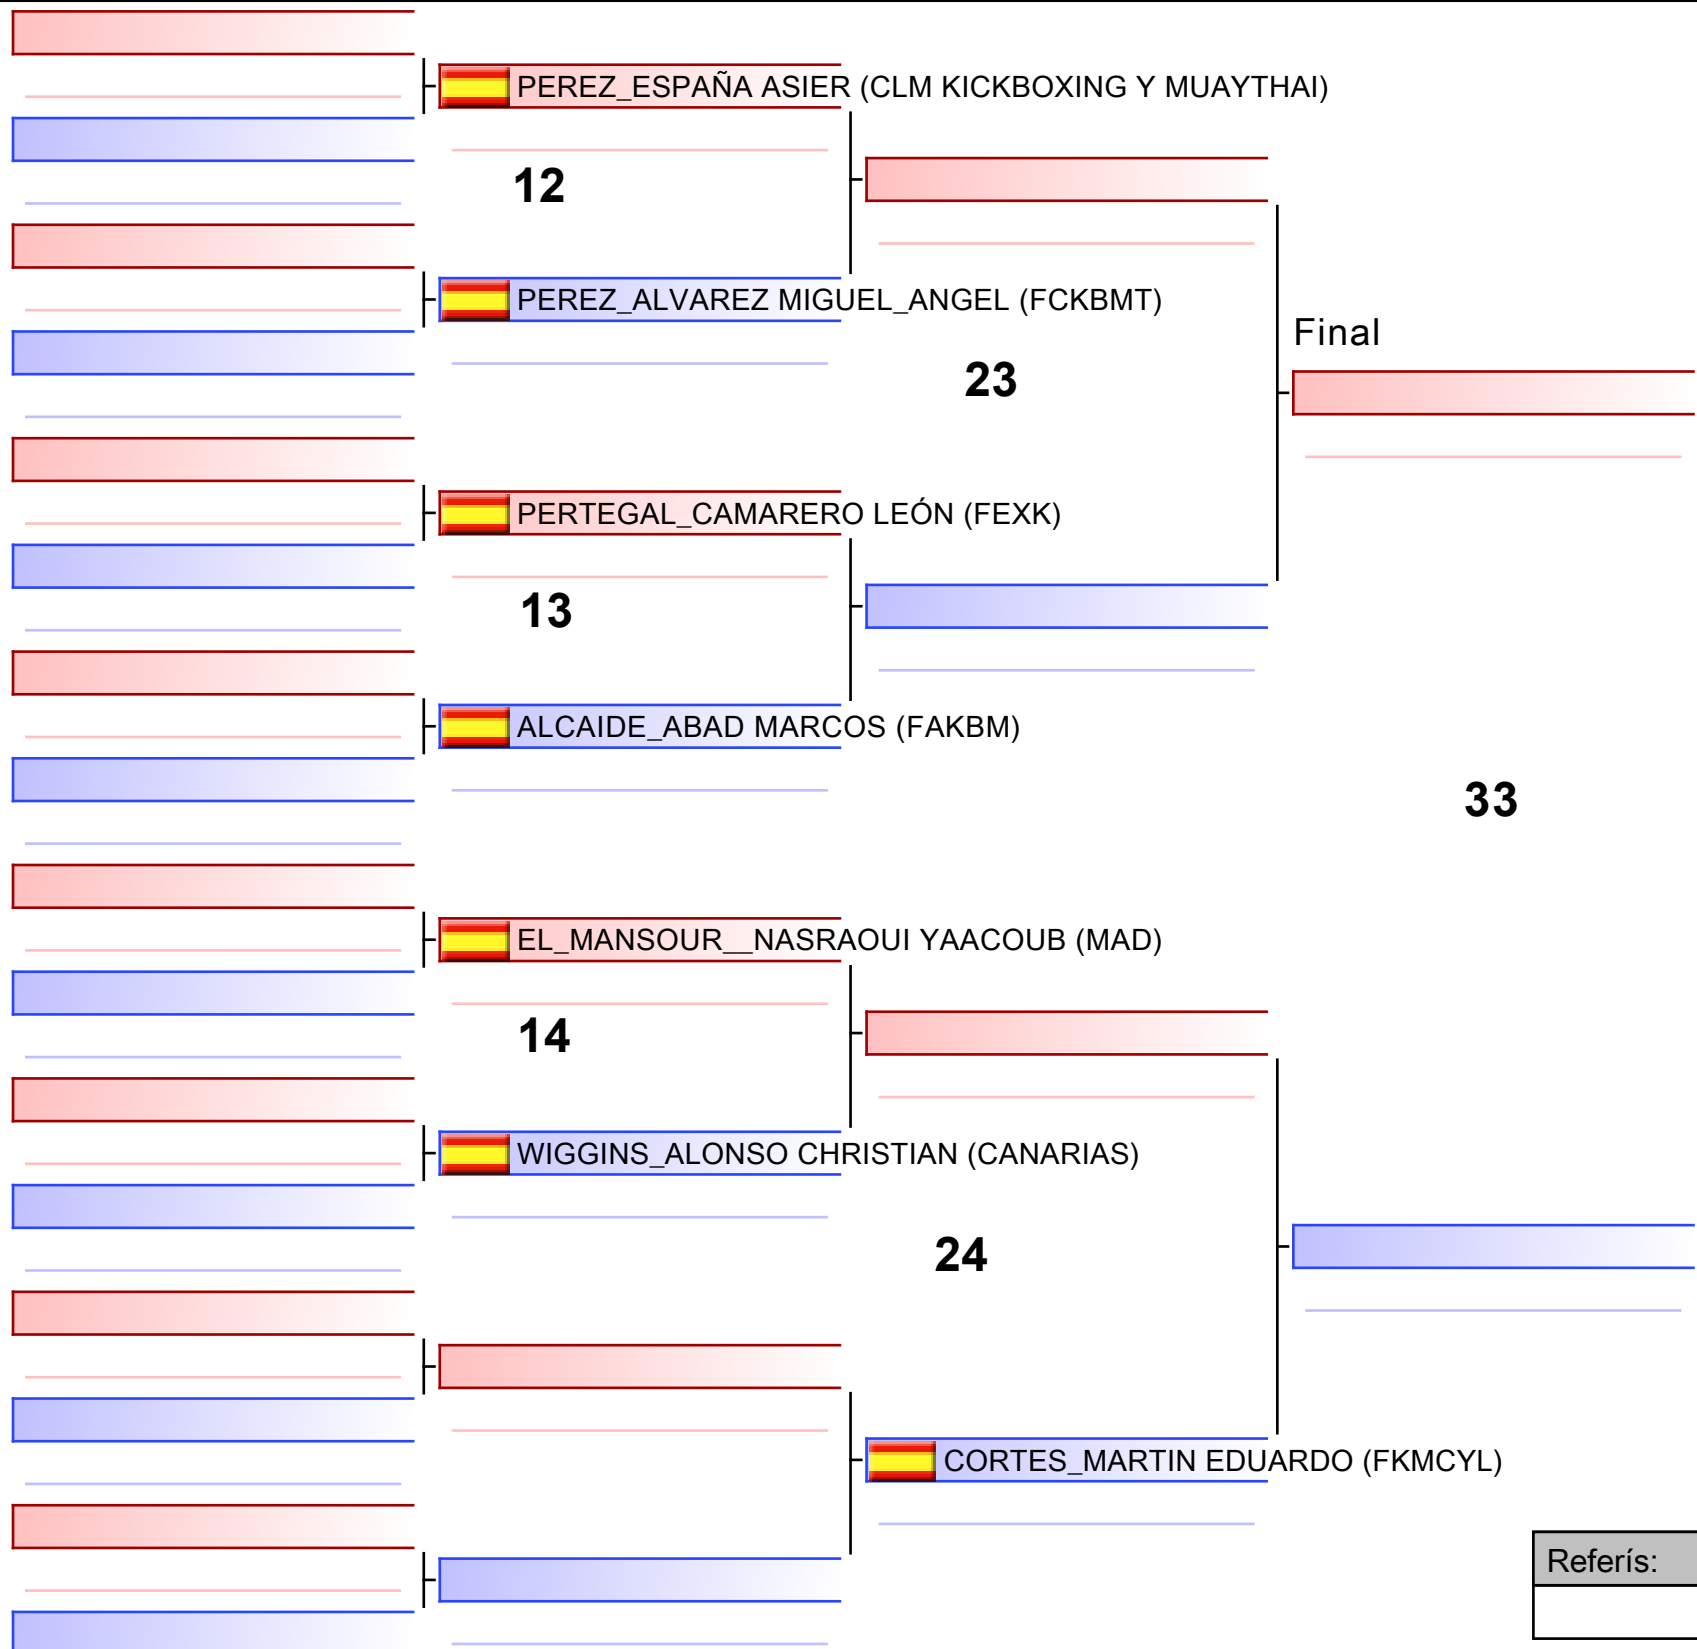 PEREZ_ESPAÑA ASIER (CLM KICKBOXING Y MUAYTHAI)
12
PEREZ_ALVAREZ MIGUEL_ANGEL (FCKBMT)
Final
23
PERTEGAL_CAMARERO LEÓN (FEXK)
13
ALCAIDE_ABAD MARCOS (FAKBM)
33
EL_MANSOUR__NASRAOUI YAACOUB (MAD)
14
WIGGINS_ALONSO CHRISTIAN (CANARIAS)
24
CORTES_MARTIN EDUARDO (FKMCYL)
Referís: